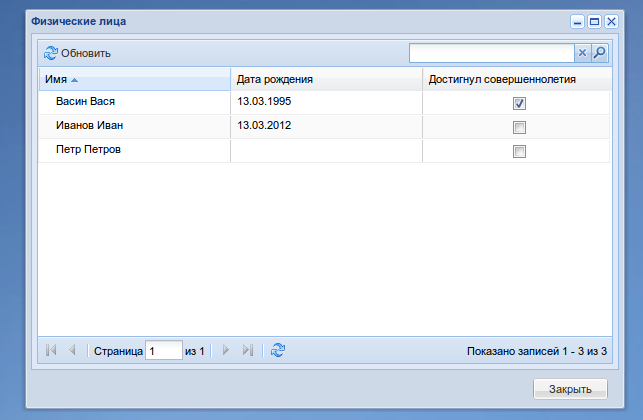 Физические лица
Обновить
Имя Дата рождения Достигнул совершеннолетия
Васин Вася 13.03.1995
Иванов Иван 13.03.2012
Петр Петров
Страница 1 из 1 Показано записей 1 - 3 из 3
Закрыть